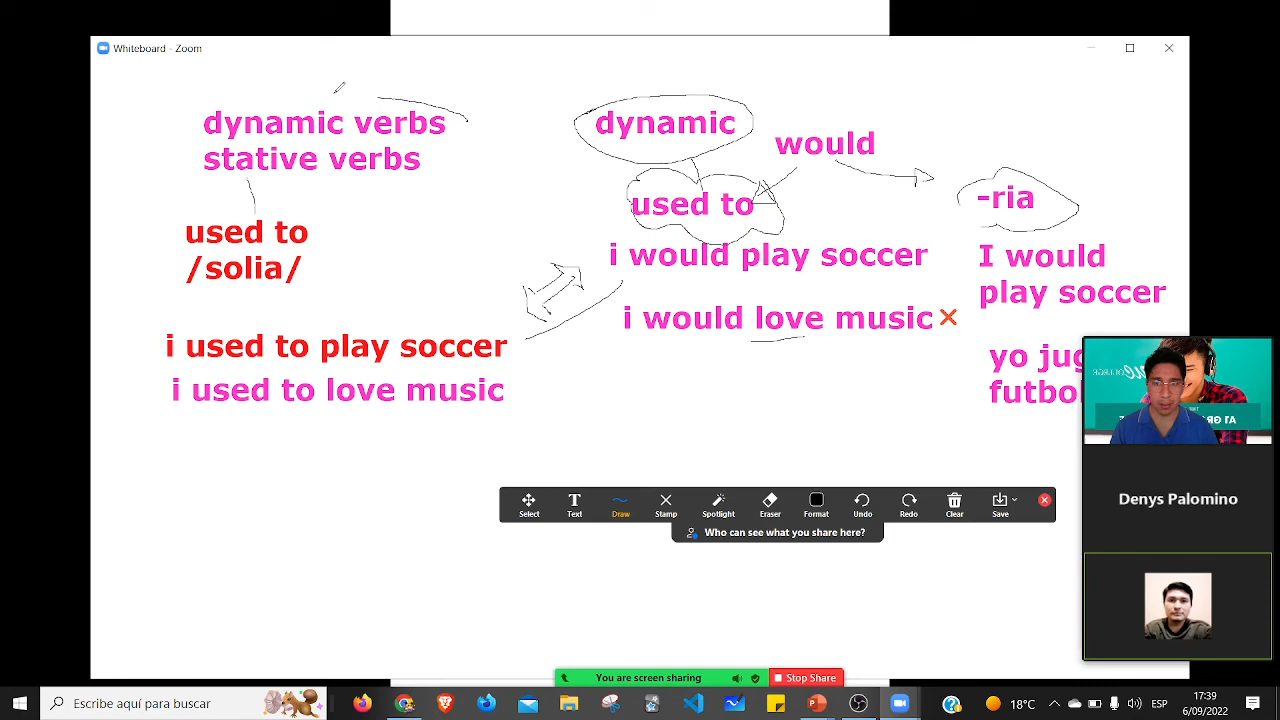 Whiteboard - Zoom
dynamic verbs
stative verbs
used to
/solia/
i used to play soccer
i used to love music
dynamic
would
used to
i would play soccer
i would love music
-ria
I would
play soccer
yo jug
futbol
Denys Palomino
Select
Text
Draw
Stamp
Spotlight
Eraser
Format
Undo
Redo
Clear
Save
Who can see what you share here?
You are screen sharing
Stop Share
Escribe aquí para buscar
18°C
ESP
17:39
6/09/2022